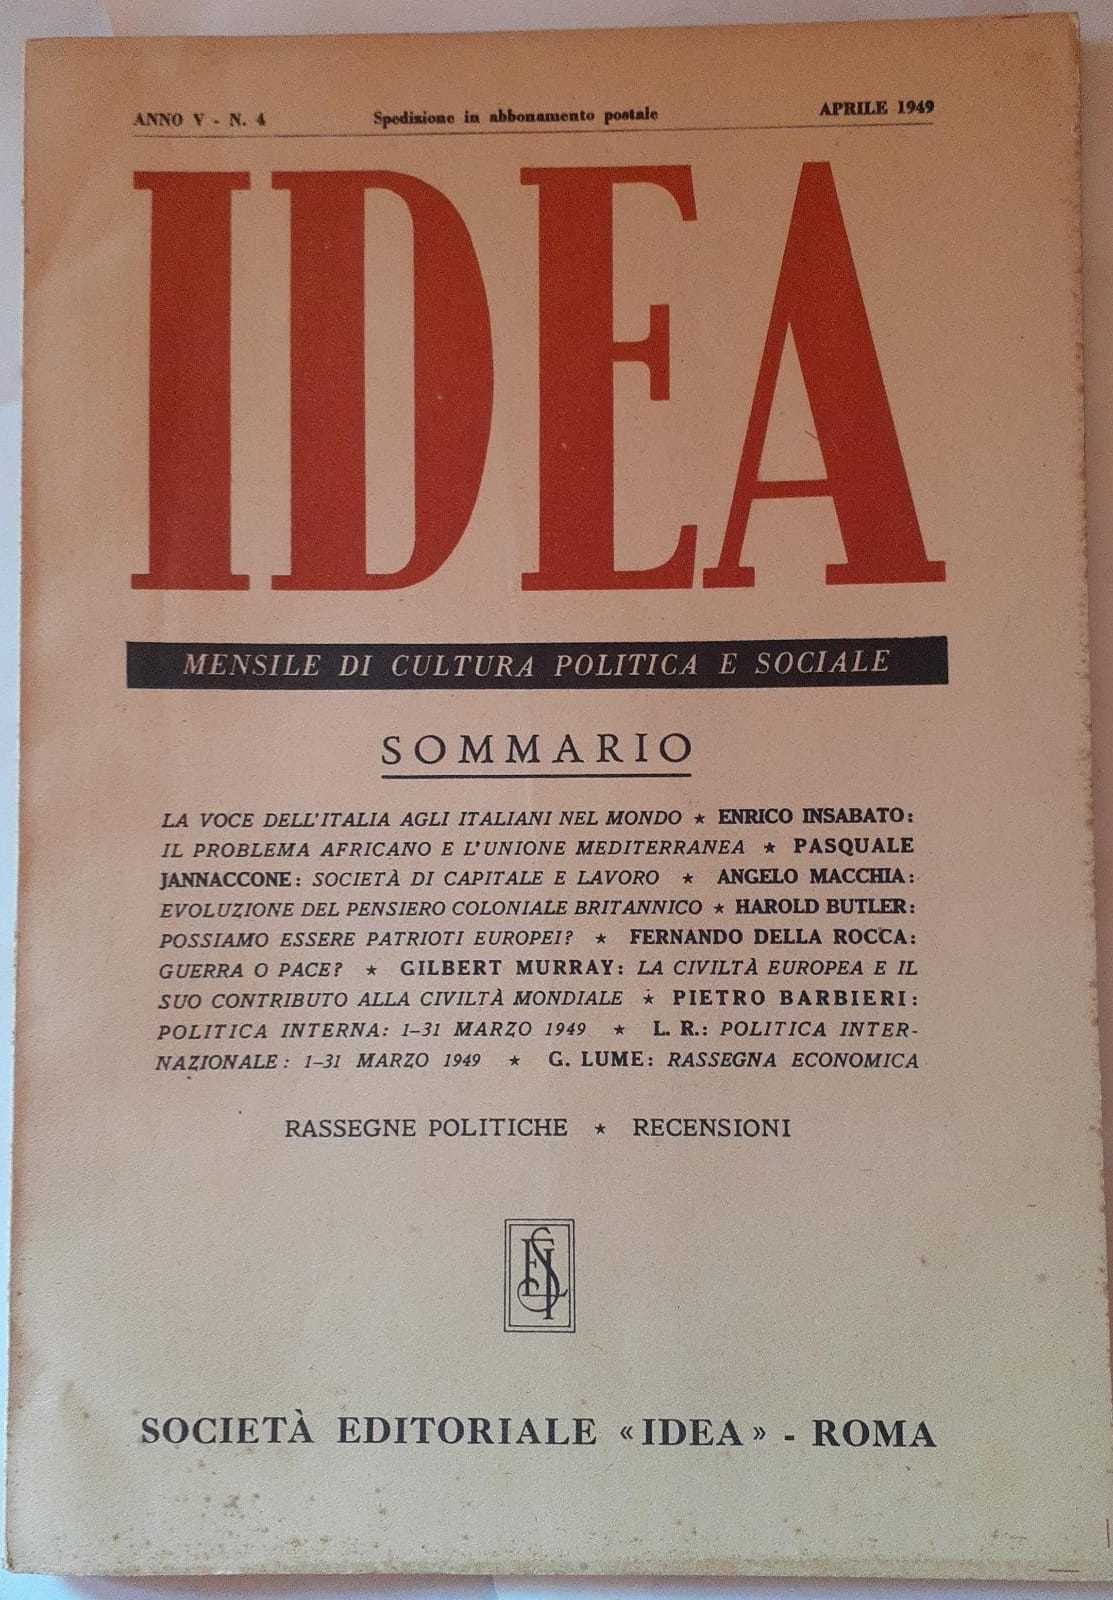 ANNO V - N. 4 Spedizione in abbonamento postale APRILE 1949
IDEA
MENSILE DI CULTURA POLITICA E SOCIALE
SOMMARIO
LA VOCE DELL'ITALIA AGLI ITALIANI NEL MONDO ★ ENRICO INSABATO:
IL PROBLEMA AFRICANO E L'UNIONE MEDITERRANEA ★ PASQUALE
JANNACCONE: SOCIETÀ DI CAPITALE E LAVORO ★ ANGELO MACCHIA:
EVOLUZIONE DEL PENSIERO COLONIALE BRITANNICO ★ HAROLD BUTLER:
POSSIAMO ESSERE PATRIOTI EUROPEI? ★ FERNANDO DELLA ROCCA:
GUERRA O PACE? ★ GILBERT MURRAY: LA CIVILTÀ EUROPEA E IL
SUO CONTRIBUTO ALLA CIVILTÀ MONDIALE ★ PIETRO BARBIERI:
POLITICA INTERNA: 1-31 MARZO 1949 ★ L. R.: POLITICA INTER-
NAZIONALE: 1-31 MARZO 1949 ★ G. LUME: RASSEGNA ECONOMICA
RASSEGNE POLITICHE ★ RECENSIONI
SOCIETÀ EDITORIALE «IDEA» - ROMA